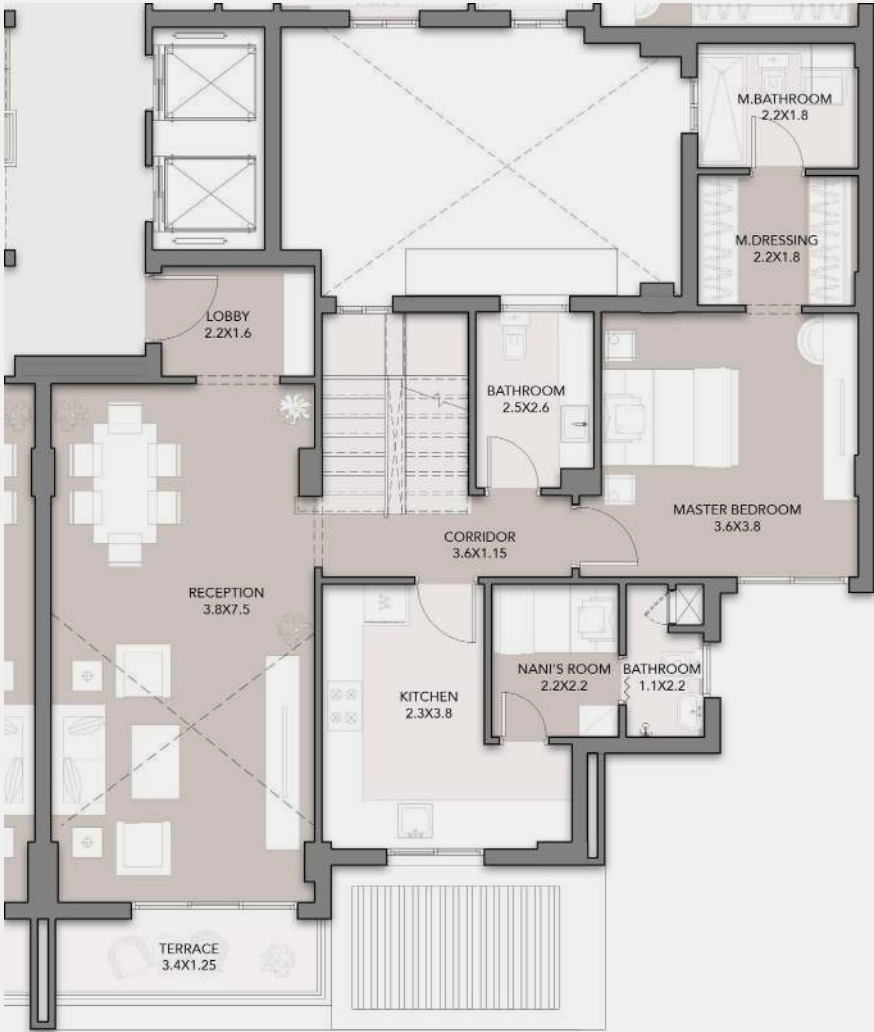 M.BATHROOM
2.2X1.8
M.DRESSING
2.2X1.8
LOBBY
2.2X1.6
BATHROOM
2.5X2.6
MASTER BEDROOM
3.6X3.8
CORRIDOR
3.6X1.15
RECEPTION
3.8X7.5
NANI'S ROOM
2.2X2.2
BATHROOM
1.1X2.2
KITCHEN
2.3X3.8
TERRACE
3.4X1.25
W